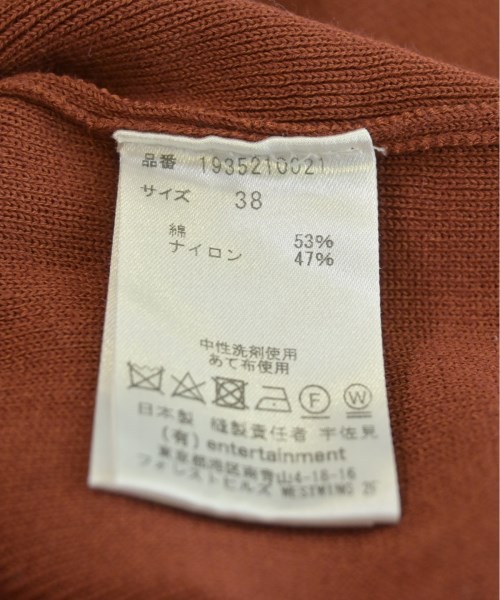 品番 1935210021
サイズ 38
綿 53%
ナイロン 47%
中性洗剤使用
あて布使用
F W
日本製 縫製責任者 宇佐見
(有) entertainment
東京都港区南青山4-18-16
フォレストヒルズ WESTWING 2F